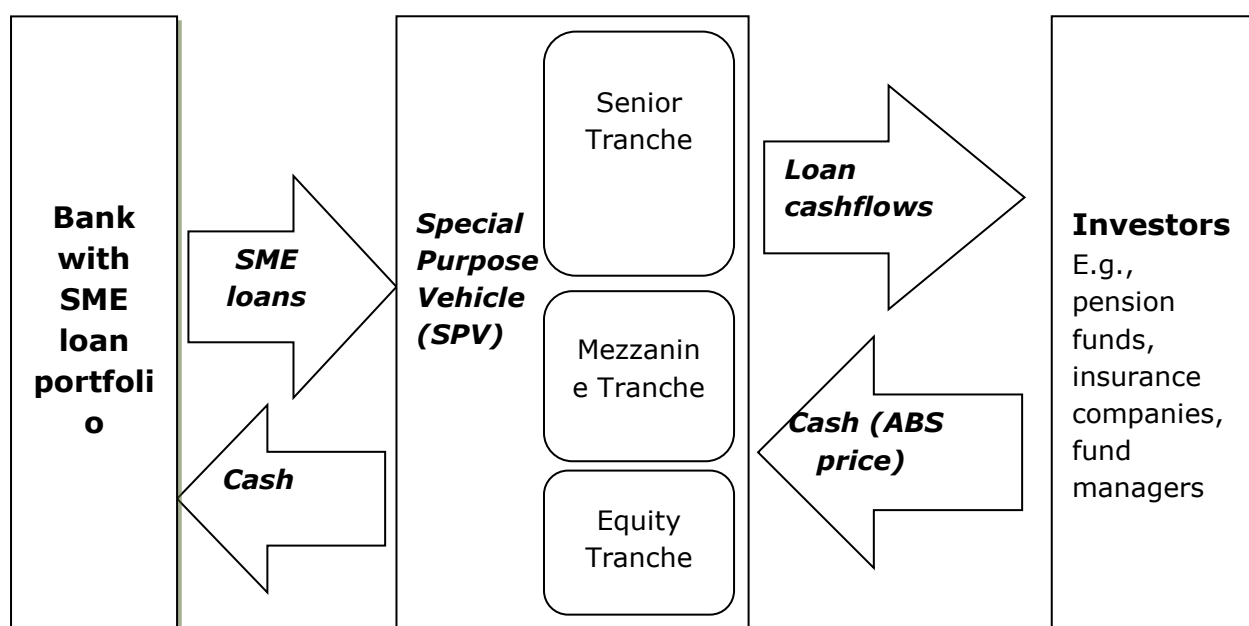 Bank
with
SME
loan
portfoli
o
SME
loans
Cash
Special
Purpose
Vehicle
(SPV)
Senior
Tranche
Mezzanin
e Tranche
Equity
Tranche
Loan
cashflows
Cash (ABS
price)
Investors
E.g.,
pension
funds,
insurance
companies,
fund
managers